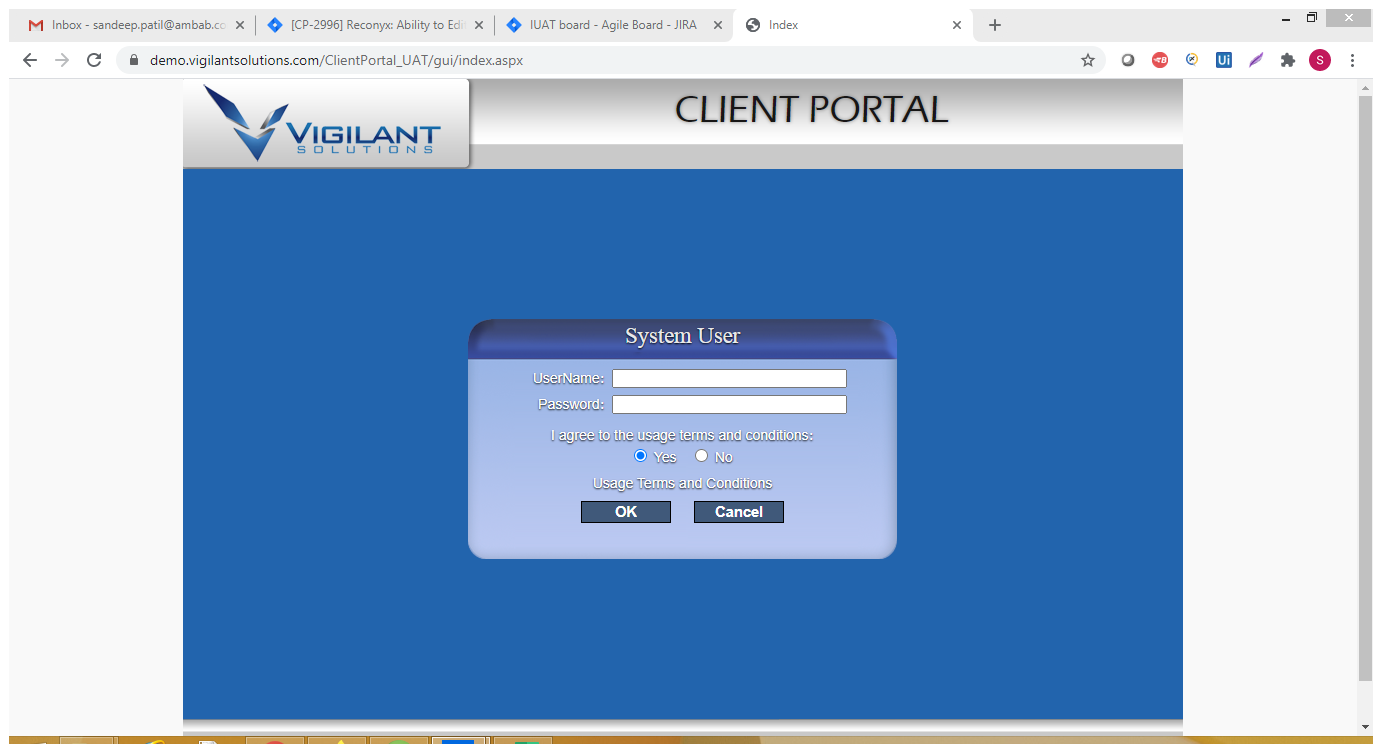 Inbox - sandeep.patil@ambab.co
[CP-2996] Reconyx: Ability to Edi
IUAT board - Agile Board - JIRA
Index
demo.vigilantsolutions.com/ClientPortal_UAT/gui/index.aspx
Ui
S
VIGILANT
SOLUTIONS
CLIENT PORTAL
System User
UserName:
Password:
I agree to the usage terms and conditions:
Yes No
Usage Terms and Conditions
OK Cancel